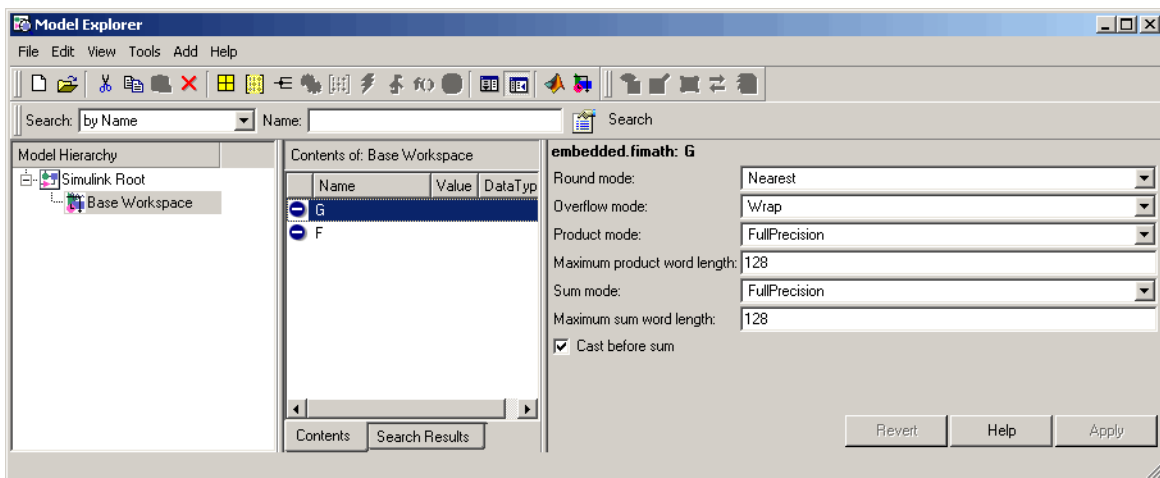 Model Explorer
File Edit View Tools Add Help
f()
Search: by Name Name: Search
Model Hierarchy
Simulink Root
Base Workspace
Contents of: Base Workspace
Name Value DataTyp
G
F
Contents Search Results
embedded.fimath: G
Round mode: Nearest
Overflow mode: Wrap
Product mode: FullPrecision
Maximum product word length: 128
Sum mode: FullPrecision
Maximum sum word length: 128
Cast before sum
Revert Help Apply